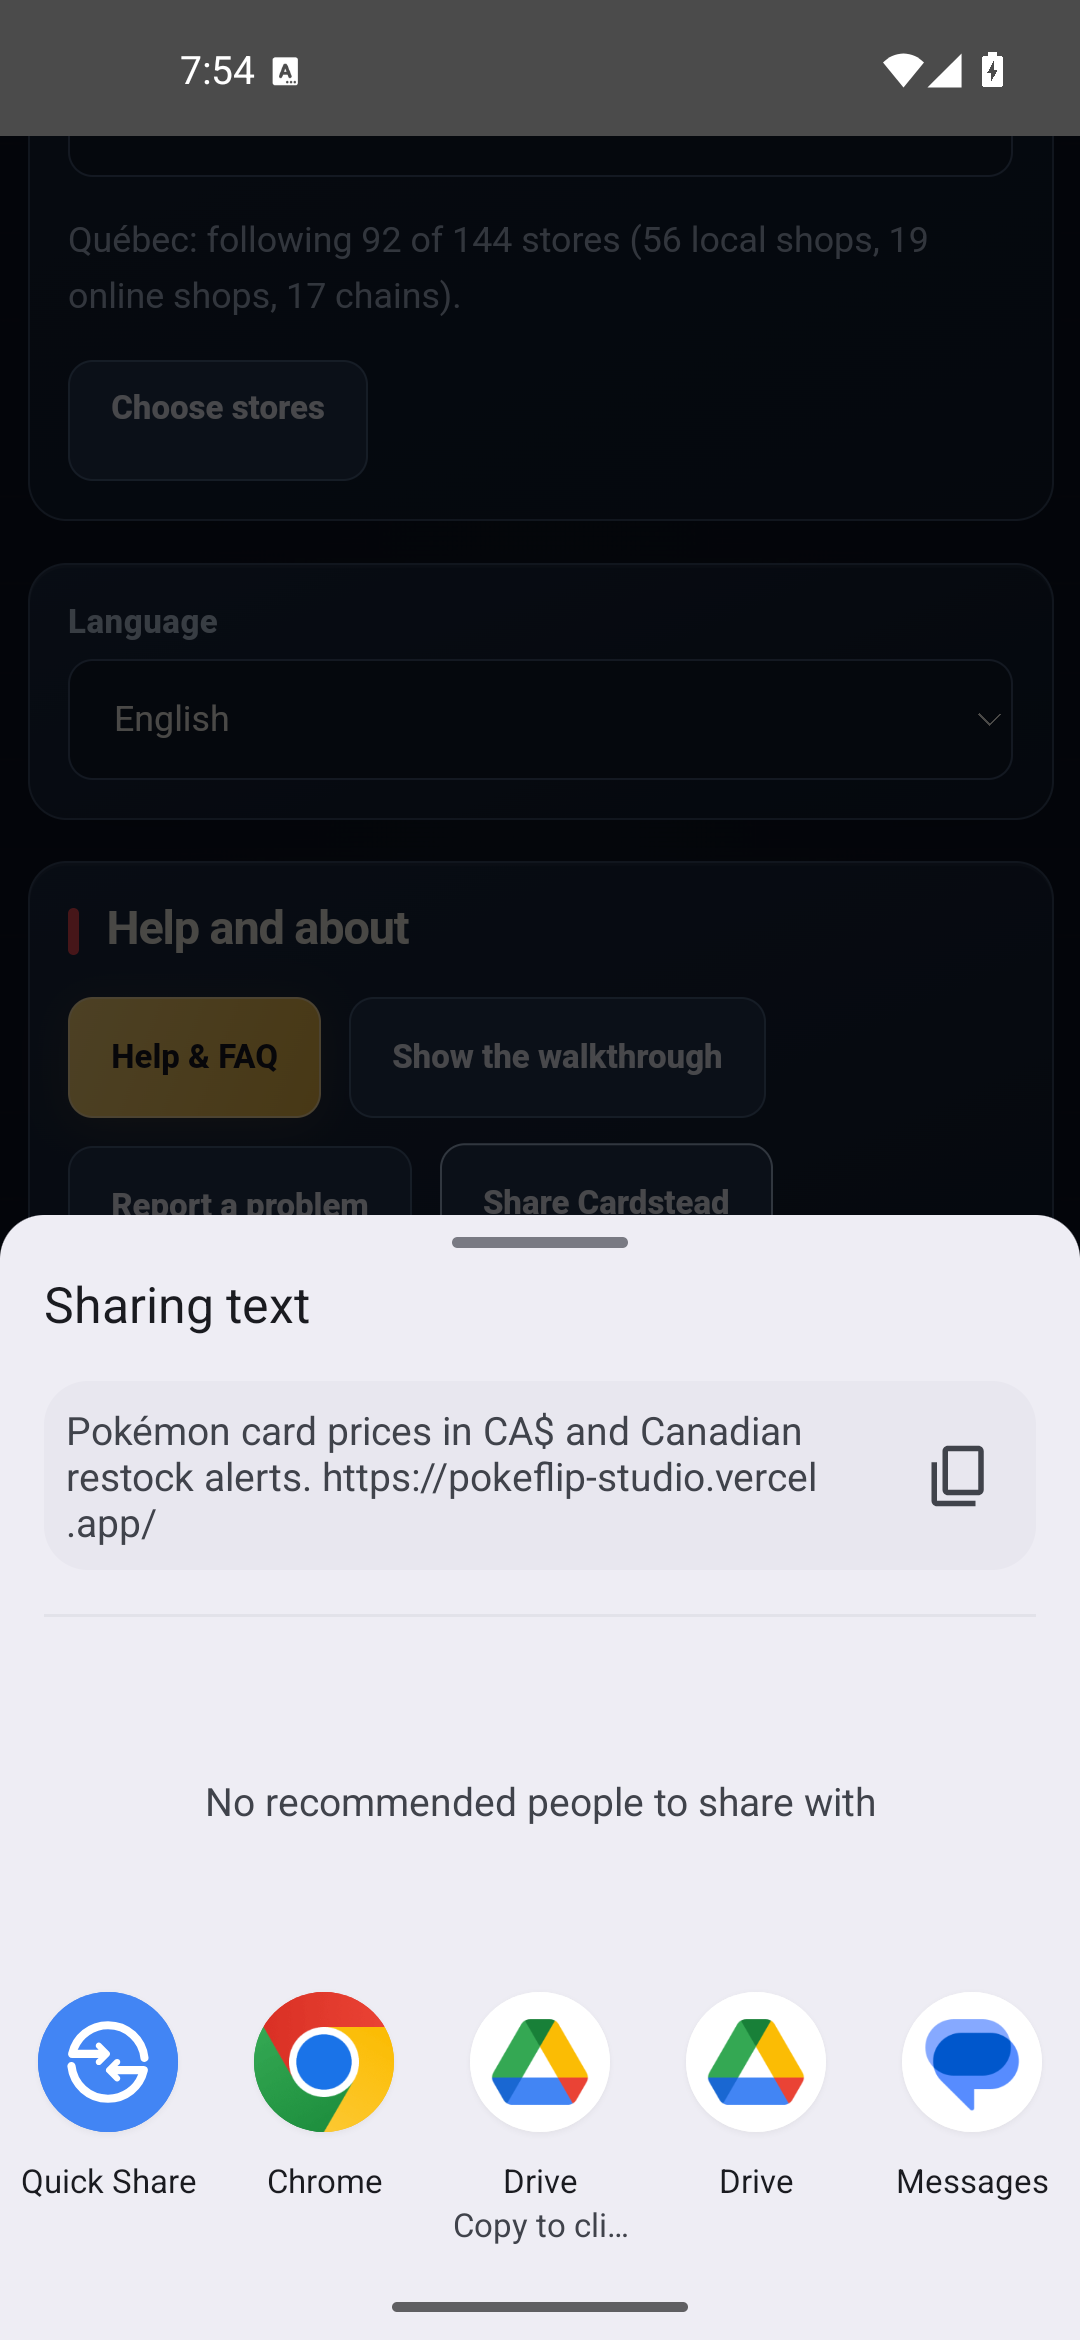 7:54
Québec: following 92 of 144 stores (56 local shops, 19
online shops, 17 chains).
Choose stores
Language
English
Help and about
Help & FAQ
Show the walkthrough
Report a problem
Share Cardstead
Sharing text
Pokémon card prices in CA$ and Canadian
restock alerts. https://pokeflip-studio.vercel
.app/
No recommended people to share with
Quick Share
Chrome
Drive
Copy to cli...
Drive
Messages